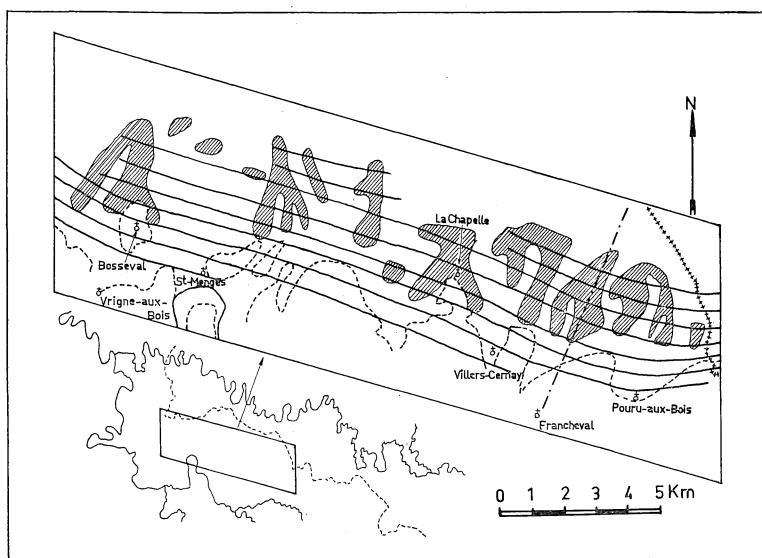 N
La Chapelle
Bosseval
St-Menges
Vrigne-aux-
Bois
Villers-Cernay
Francheval
Pouru-aux-Bois
0 1 2 3 4 5 Km